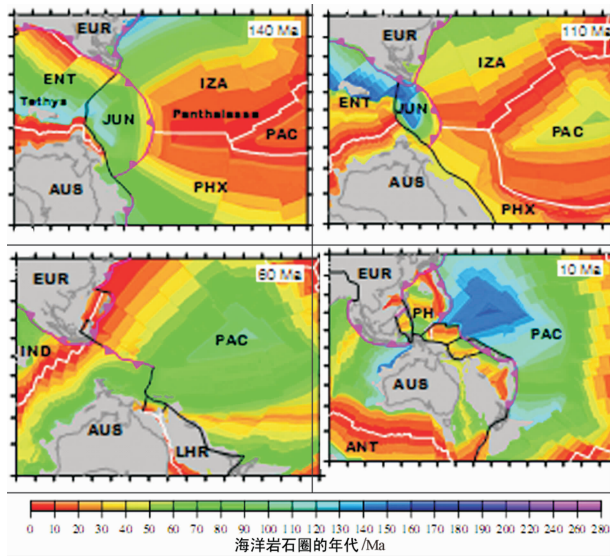 EUR
140 Ma
ENT
IZA
Tethys
JUN
Panthalassa
PAC
AUS
PHX
EUR
110 Ma
IZA
ENT
JUN
PAC
AUS
PHX
EUR
60 Ma
PAC
IND
AUS
LHR
EUR
10 Ma
PH
PAC
AUS
ANT
0 10 20 30 40 50 60 70 80 90 100 110 120 130 140 150 160 170 180 190 200 220 240 260 280
海洋岩石圈的年代/Ma